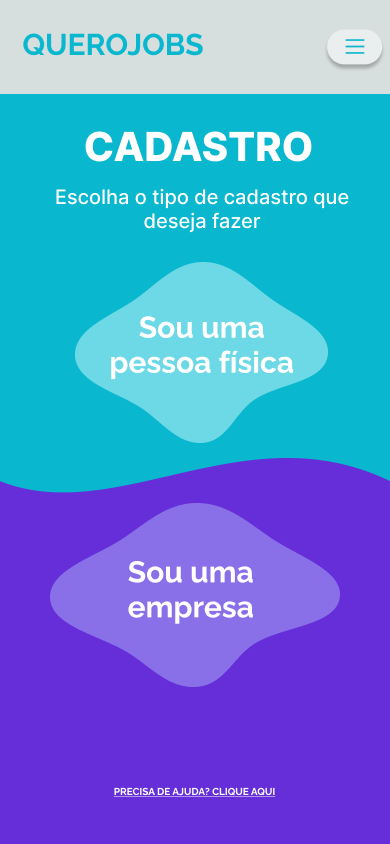 QUEROJOBS
CADASTRO
Escolha o tipo de cadastro que
deseja fazer
Sou uma
pessoa física
Sou uma
empresa
PRECISA DE AJUDA? CLIQUE AQUI